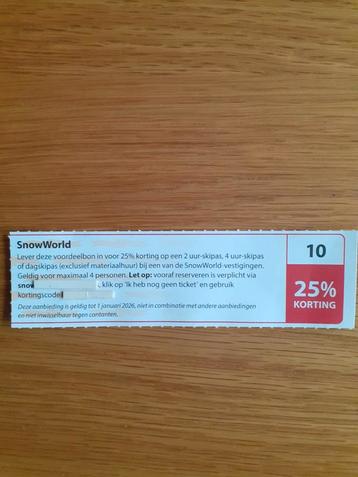 SnowWorld
Lever deze voordeelbon in voor 25% korting op een 2 uur-skipas, 4 uur-skipas
of dagskipas (exclusief materiaalhuur) bij een van de SnowWorld-vestigingen.
Geldig voor maximaal 4 personen. Let op: vooraf reserveren is verplicht via
snow , klik op 'Ik heb nog geen ticket' en gebruik
kortingscode
Deze aanbieding is geldig tot 1 januari 2026, niet in combinatie met andere aanbiedingen
en niet inwisselbaar tegen contanten.
10
25%
KORTING